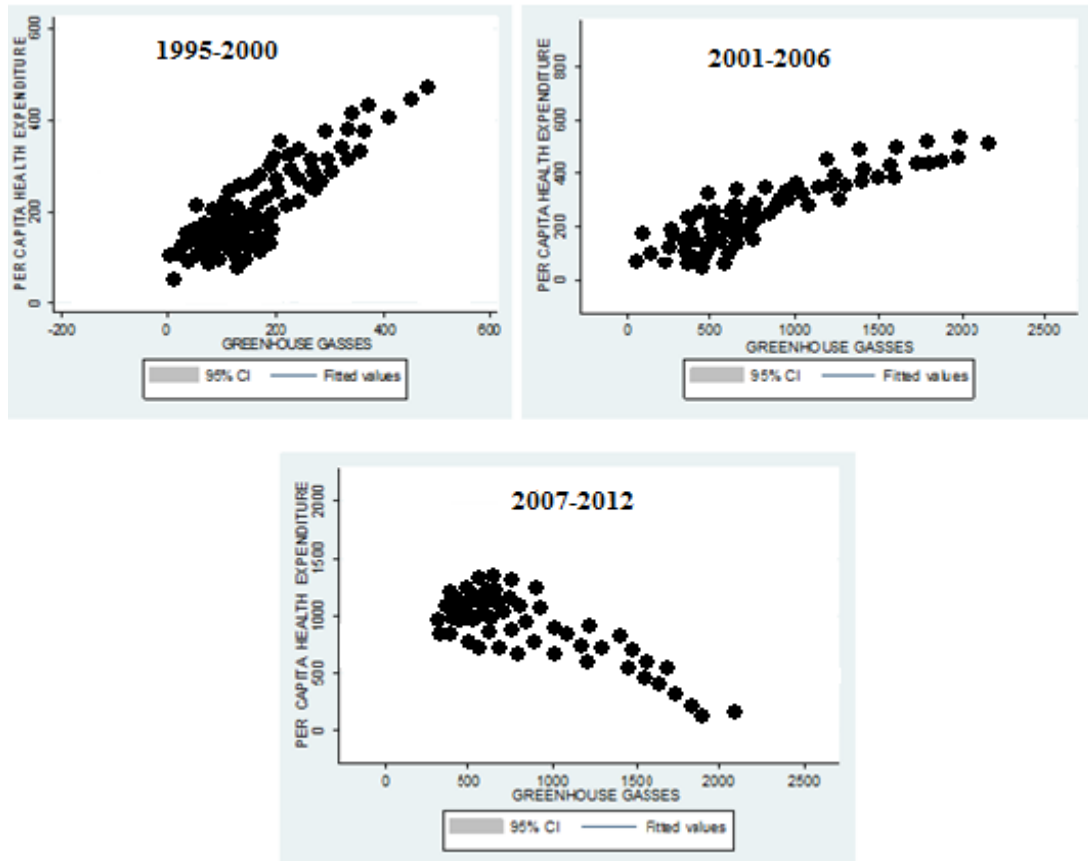 1995-2000
PER CAPITA HEALTH EXPENDITURE
600
400
200
0
-200 0 200 400 600
GREENHOUSE GASSES
95% CI Fitted values
2001-2006
PER CAPITA HEALTH EXPENDITURE
800
600
400
200
0
0 500 1000 1500 2000 2500
GREENHOUSE GASSES
95% CI Fitted values
2007-2012
PER CAPITA HEALTH EXPENDITURE
2000
1500
1000
500
0
0 500 1000 1500 2000 2500
GREENHOUSE GASSES
95% CI Fitted values